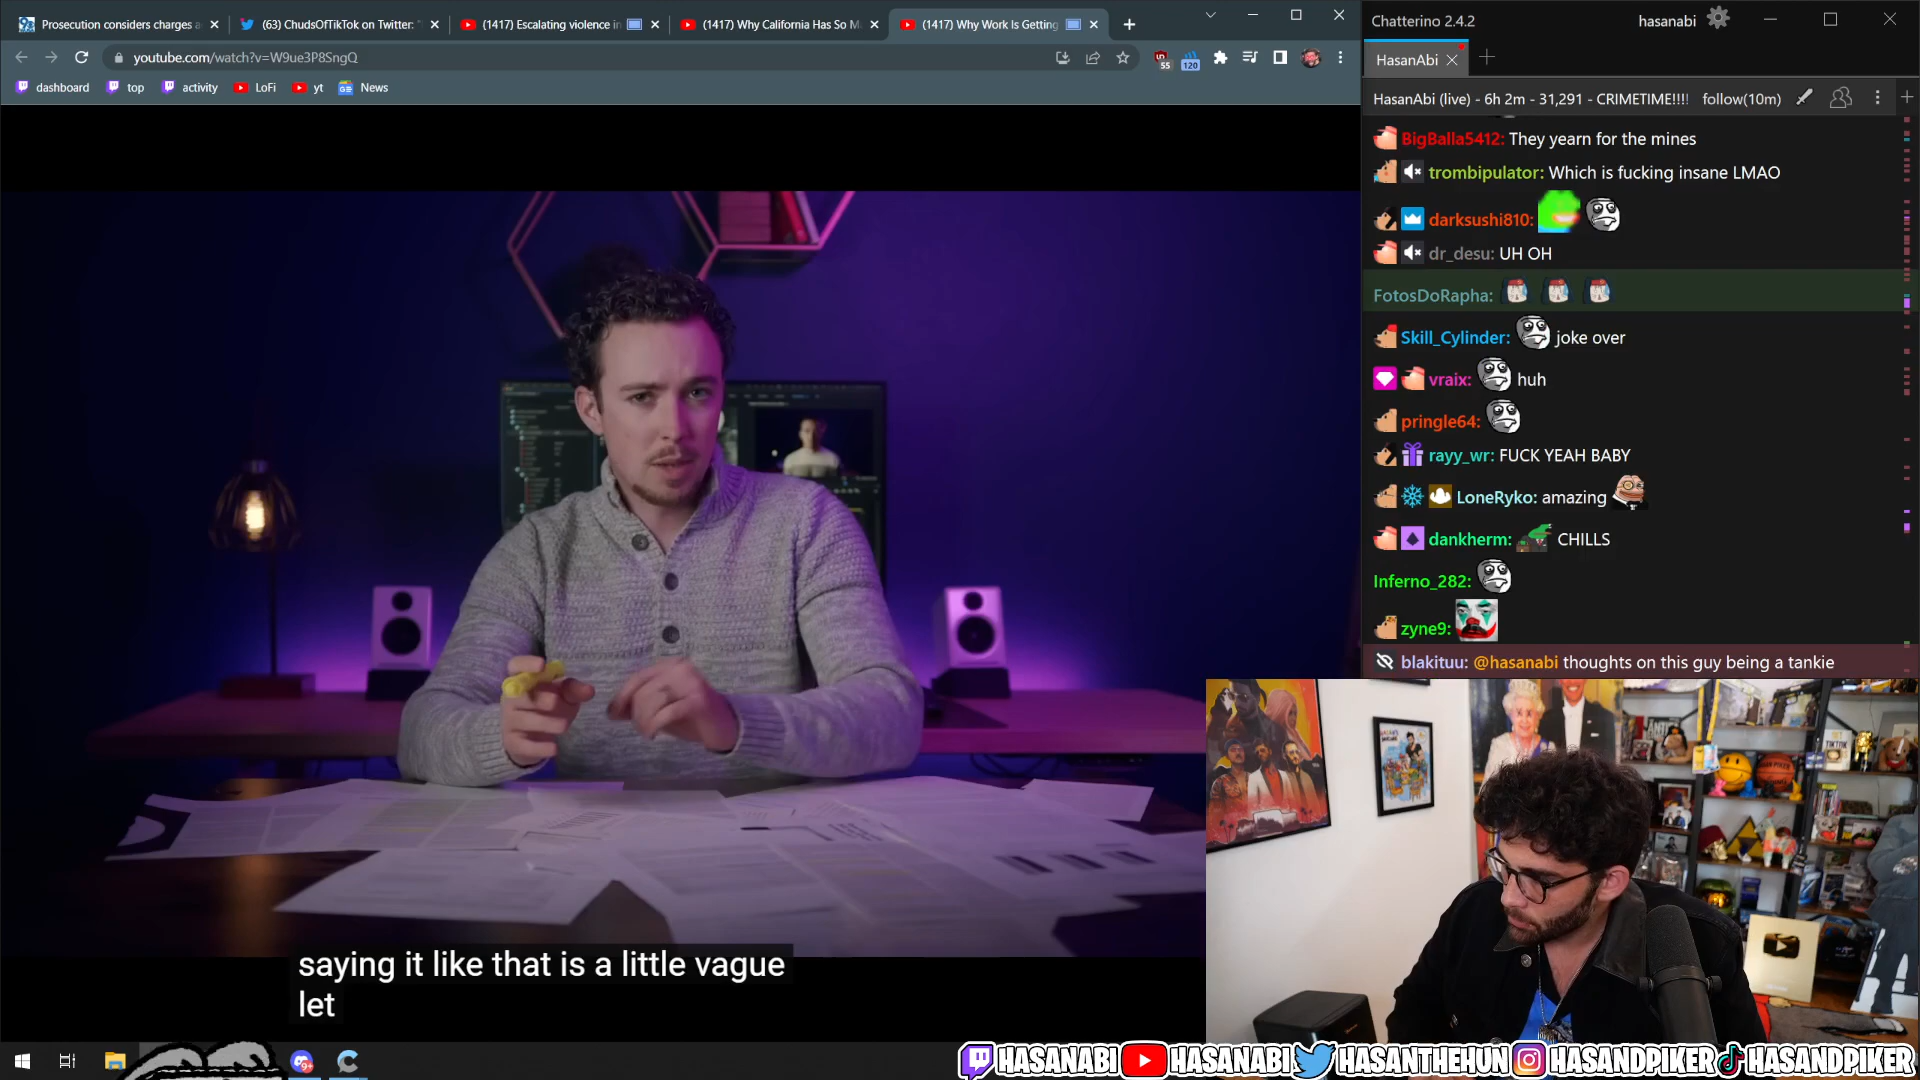 Prosecution considers charges a
(63) ChudsOfTikTok on Twitter: "
(1417) Escalating violence in
(1417) Why California Has So M
(1417) Why Work Is Getting
youtube.com/watch?v=W9ue3P8SngQ
55
120
dashboard
top
activity
LoFi
yt
News
saying it like that is a little vague
let
Chatterino 2.4.2
hasanabi
HasanAbi
HasanAbi (live) - 6h 2m - 31,291 - CRIMETIME!!!! follow(10m)
BigBalla5412: They yearn for the mines
trombipulator: Which is fucking insane LMAO
darksushi810:
dr_desu: UH OH
FotosDoRapha:
Skill_Cylinder: joke over
vraix: huh
pringle64:
rayy_wr: FUCK YEAH BABY
LoneRyko: amazing
dankherm: CHILLS
Inferno_282:
zyne9:
blakituu: @hasanabi thoughts on this guy being a tankie
HASANABI
HASANABI
HASANTHEHUN
HASANDPIKER
HASANDPIKER